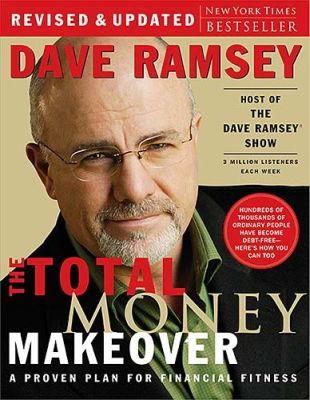 REVISED & UPDATED
NEW YORK TIMES
BESTSELLER
DAVE RAMSEY
HOST OF
THE
DAVE RAMSEY®
SHOW
3 MILLION LISTENERS
EACH WEEK
HUNDREDS OF
THOUSANDS OF
ORDINARY PEOPLE
HAVE BECOME
DEBT-FREE—
HERE'S HOW YOU
CAN TOO
THE TOTAL
MONEY
MAKEOVER
A PROVEN PLAN FOR FINANCIAL FITNESS